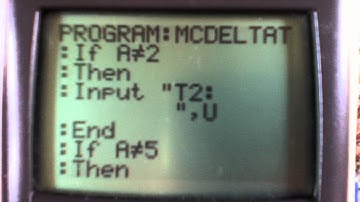 PROGRAM:MCDELTAT
:If A≠2
:Then
:Input "T2:
",U
:End
:If A≠5
:Then